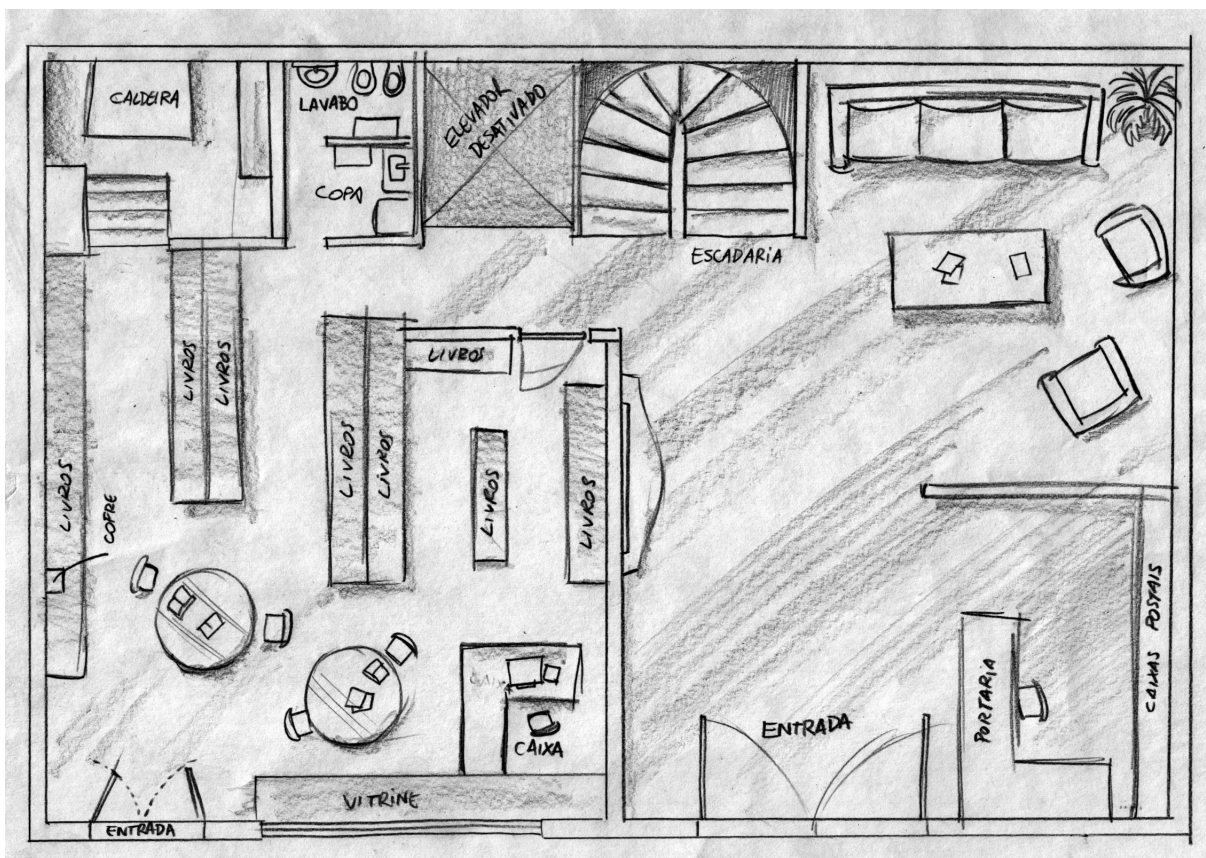 CALDEIRA
LAVABO
COPA
ELEVADOR
DESATIVADO
ESCADARIA
LIVROS
LIVROS
LIVROS
LIVROS
LIVROS
LIVROS
LIVROS
LIVROS
COFRE
CAIXA
VITRINE
ENTRADA
ENTRADA
PORTARIA
CAIXAS POSTAIS